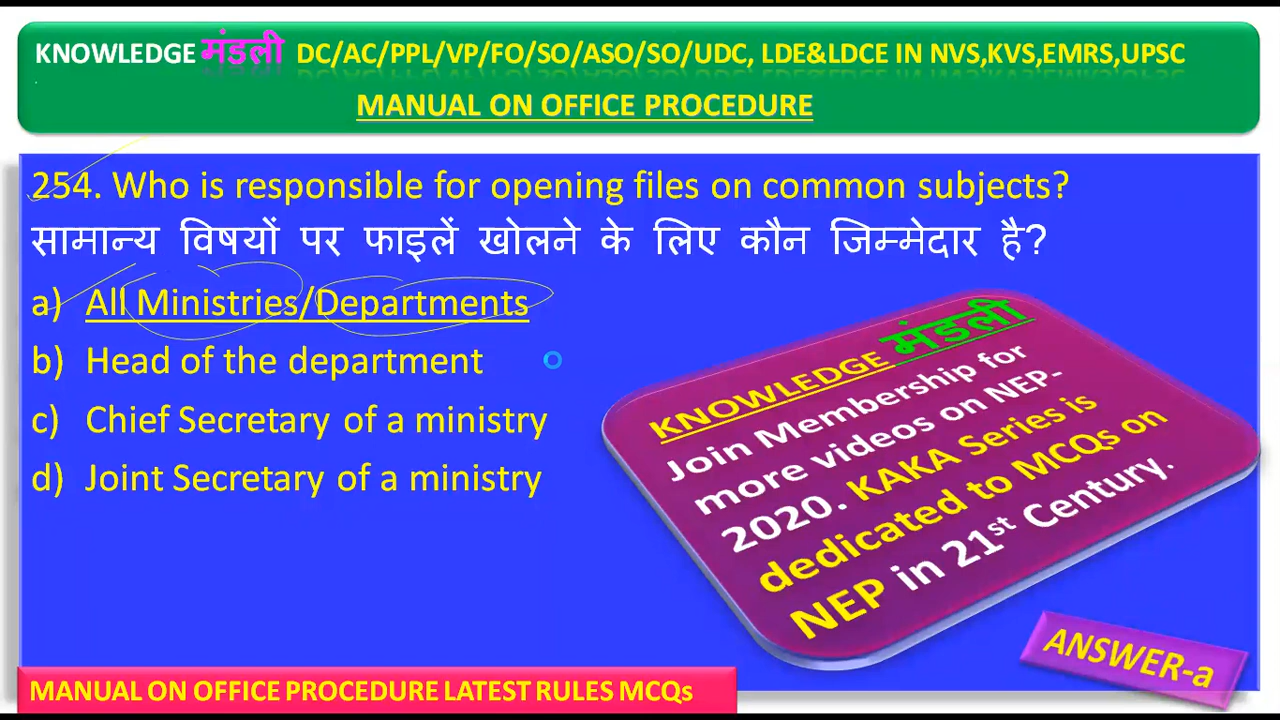 KNOWLEDGE मंडली DC/AC/PPL/VP/FO/SO/ASO/SO/UDC, LDE&LDCE IN NVS,KVS,EMRS,UPSC
MANUAL ON OFFICE PROCEDURE
254. Who is responsible for opening files on common subjects?
सामान्य विषयों पर फाइलें खोलने के लिए कौन जिम्मेदार है?
a) All Ministries/Departments
b) Head of the department
c) Chief Secretary of a ministry
d) Joint Secretary of a ministry
KNOWLEDGE मंडली
Join Membership for
more videos on NEP-
2020. KAKA Series is
dedicated to MCQs on
NEP in 21st Century.
ANSWER-a
MANUAL ON OFFICE PROCEDURE LATEST RULES MCQs